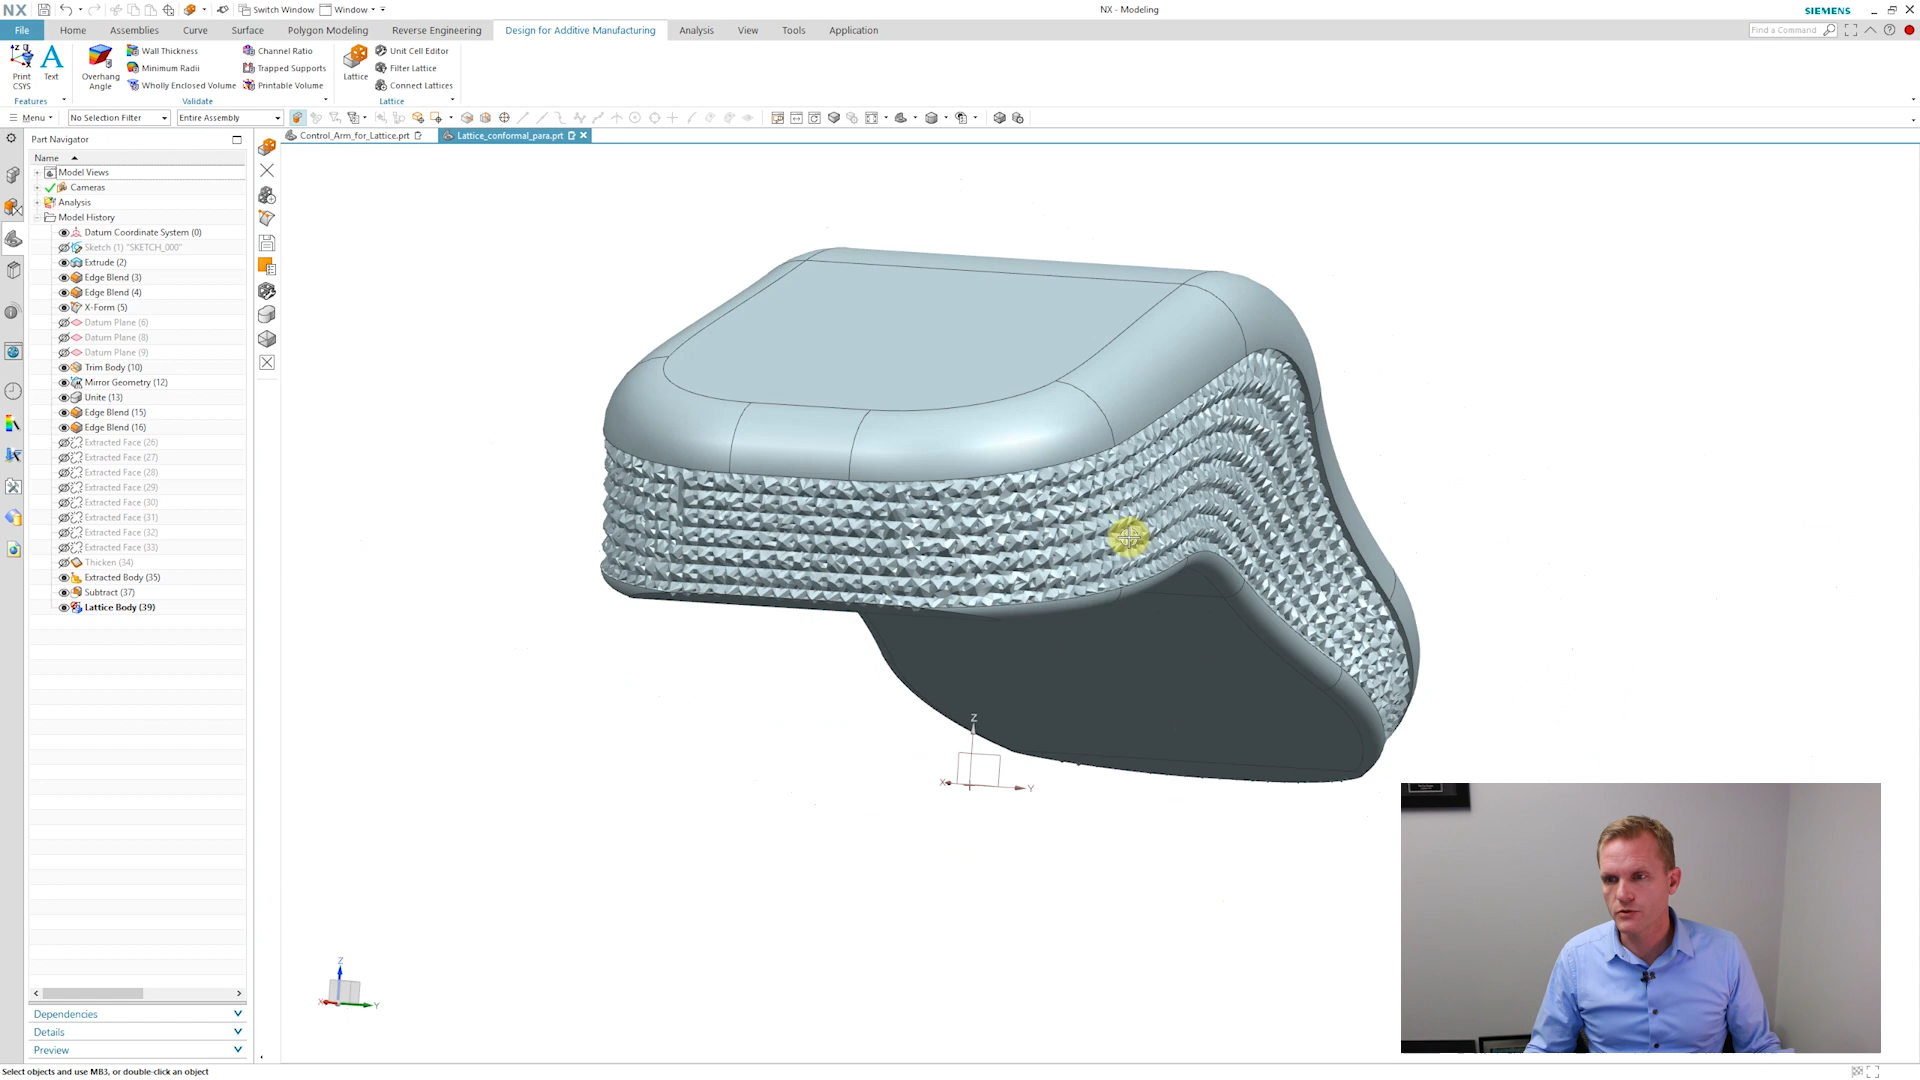 NX
Switch Window
Window
NX - Modeling
SIEMENS
File
Home
Assemblies
Curve
Surface
Polygon Modeling
Reverse Engineering
Design for Additive Manufacturing
Analysis
View
Tools
Application
Find a Command
Print CSYS
Text
Overhang Angle
Wall Thickness
Minimum Radii
Wholly Enclosed Volume
Channel Ratio
Trapped Supports
Printable Volume
Lattice
Unit Cell Editor
Filter Lattice
Connect Lattices
Features
Validate
Lattice
Menu
No Selection Filter
Entire Assembly
Part Navigator
Control_Arm_for_Lattice.prt
Lattice_conformal_para.prt
Name
Model Views
Cameras
Analysis
Model History
Datum Coordinate System (0)
Sketch (1) "SKETCH_000"
Extrude (2)
Edge Blend (3)
Edge Blend (4)
X-Form (5)
Datum Plane (6)
Datum Plane (8)
Datum Plane (9)
Trim Body (10)
Mirror Geometry (12)
Unite (13)
Edge Blend (15)
Edge Blend (16)
Extracted Face (26)
Extracted Face (27)
Extracted Face (28)
Extracted Face (29)
Extracted Face (30)
Extracted Face (31)
Extracted Face (32)
Extracted Face (33)
Thicken (34)
Extracted Body (35)
Subtract (37)
Lattice Body (39)
Z
X
Y
Z
X
Y
Dependencies
Details
Preview
Select objects and use MB3, or double-click an object